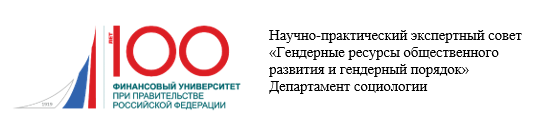 ЛЕТ
100
1919
ФИНАНСОВЫЙ УНИВЕРСИТЕТ
ПРИ ПРАВИТЕЛЬСТВЕ
РОССИЙСКОЙ ФЕДЕРАЦИИ
Научно-практический экспертный совет
«Гендерные ресурсы общественного
развития и гендерный порядок»
Департамент социологии